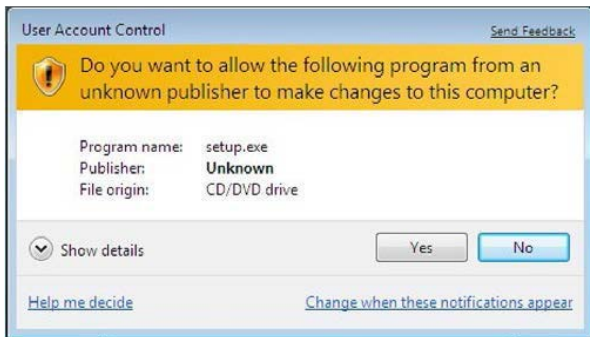 User Account Control
Send Feedback
Do you want to allow the following program from an
unknown publisher to make changes to this computer?
Program name: setup.exe
Publisher: Unknown
File origin: CD/DVD drive
Show details
Yes
No
Help me decide
Change when these notifications appear